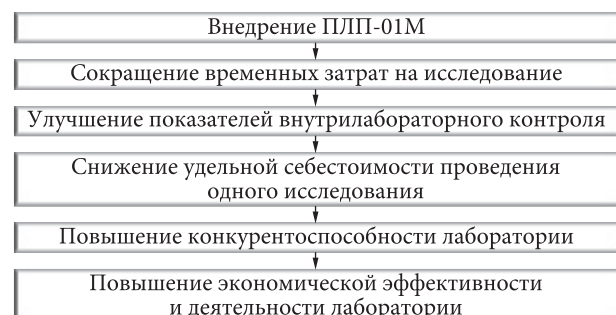 Внедрение ПЛП-01М
Сокращение временных затрат на исследование
Улучшение показателей внутрилабораторного контроля
Снижение удельной себестоимости проведения
одного исследования
Повышение конкурентоспособности лаборатории
Повышение экономической эффективности
и деятельности лаборатории